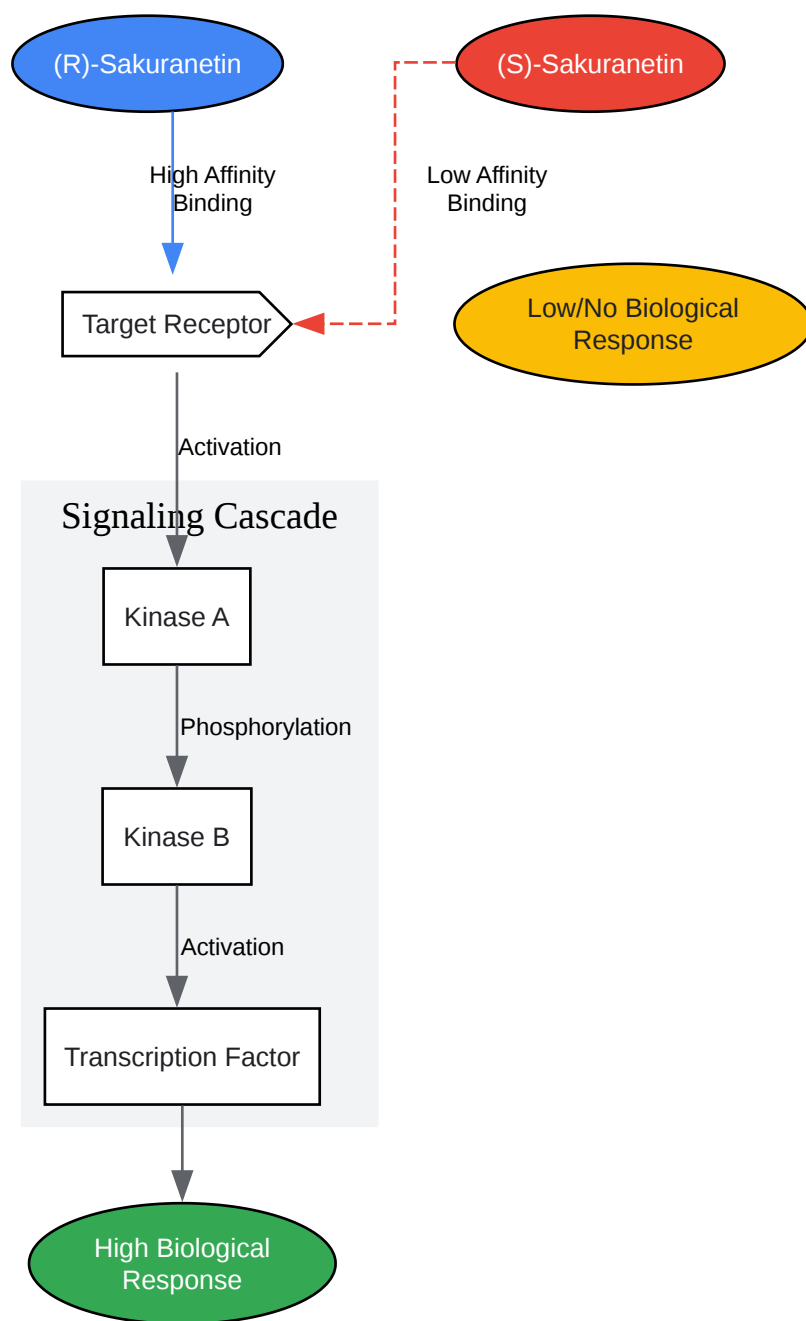 (R)-Sakuranetin
(S)-Sakuranetin
High Affinity
Binding
Low Affinity
Binding
Target Receptor
Low/No Biological
Response
Activation
Signaling Cascade
Kinase A
Phosphorylation
Kinase B
Activation
Transcription Factor
High Biological
Response